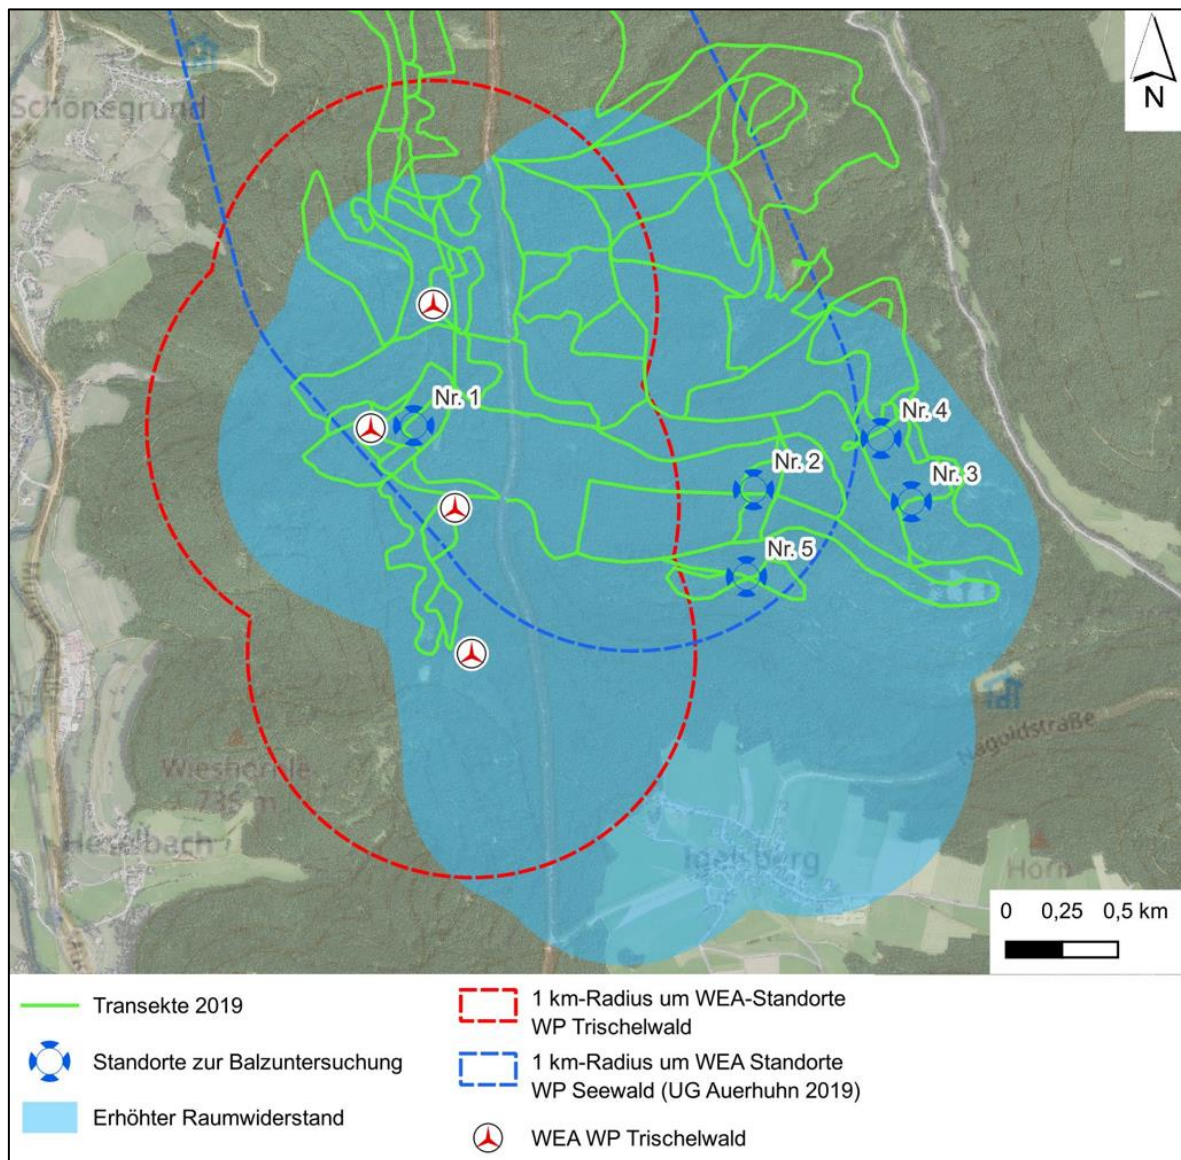 Schönegrund
N
Nr. 1
Nr. 4
Nr. 2
Nr. 3
Nr. 5
Nagoldstraße
Wieshörnle
736 m
Heselbach
Igelsberg
Horn
0 0,25 0,5 km
Transekte 2019
Standorte zur Balzuntersuchung
Erhöhter Raumwiderstand
1 km-Radius um WEA-Standorte
WP Trischelwald
1 km-Radius um WEA Standorte
WP Seewald (UG Auerhuhn 2019)
WEA WP Trischelwald